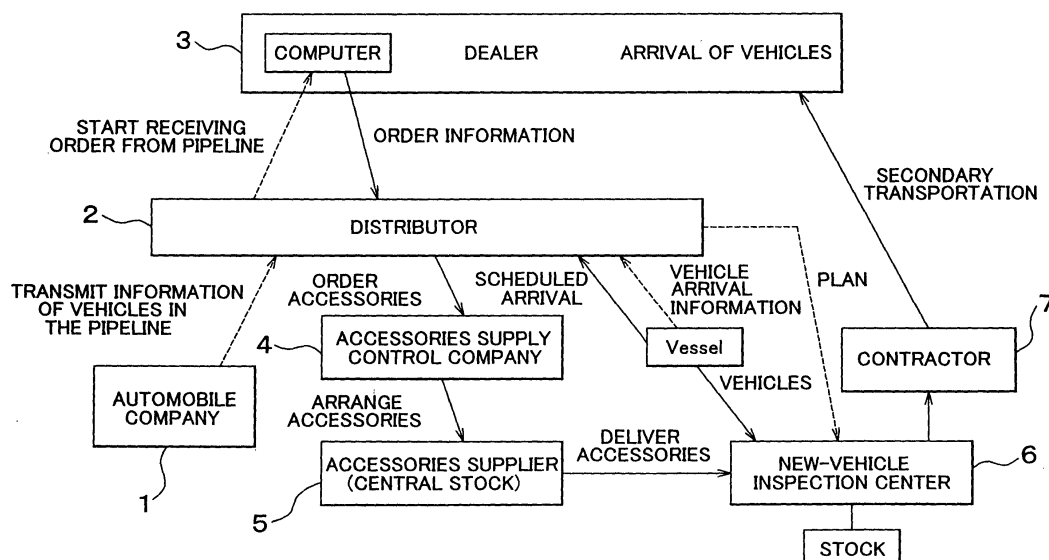 3
COMPUTER
DEALER
ARRIVAL OF VEHICLES
START RECEIVING
ORDER FROM PIPELINE
ORDER INFORMATION
SECONDARY
TRANSPORTATION
2
DISTRIBUTOR
TRANSMIT INFORMATION
OF VEHICLES IN
THE PIPELINE
ORDER
ACCESSORIES
SCHEDULED
ARRIVAL
VEHICLE
ARRIVAL
INFORMATION
PLAN
4
ACCESSORIES SUPPLY
CONTROL COMPANY
Vessel
7
CONTRACTOR
AUTOMOBILE
COMPANY
1
ARRANGE
ACCESSORIES
VEHICLES
5
ACCESSORIES SUPPLIER
(CENTRAL STOCK)
DELIVER
ACCESSORIES
6
NEW-VEHICLE
INSPECTION CENTER
STOCK